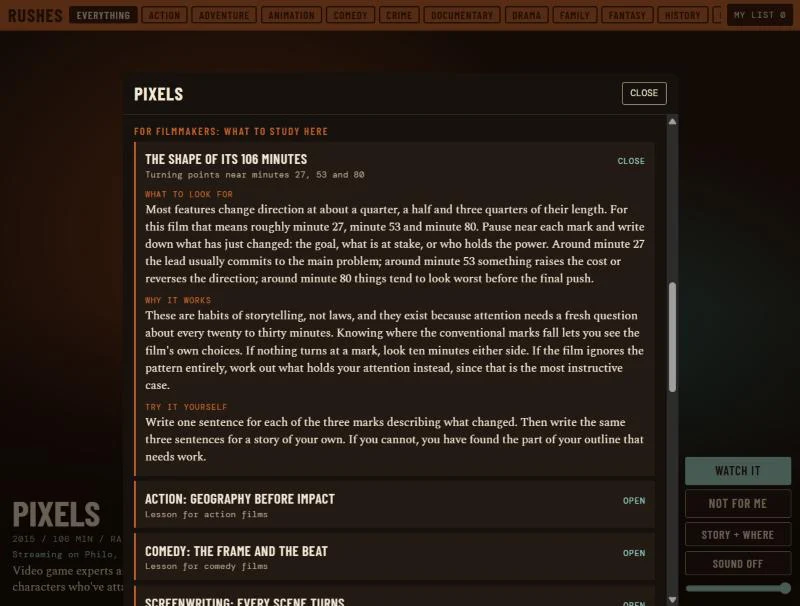 RUSHES EVERYTHING ACTION ADVENTURE ANIMATION COMEDY CRIME DOCUMENTARY DRAMA FAMILY FANTASY HISTORY MY LIST 0
PIXELS
CLOSE
FOR FILMMAKERS: WHAT TO STUDY HERE
THE SHAPE OF ITS 106 MINUTES
CLOSE
Turning points near minutes 27, 53 and 80
WHAT TO LOOK FOR
Most features change direction at about a quarter, a half and three quarters of their length. For
this film that means roughly minute 27, minute 53 and minute 80. Pause near each mark and write
down what has just changed: the goal, what is at stake, or who holds the power. Around minute 27
the lead usually commits to the main problem; around minute 53 something raises the cost or
reverses the direction; around minute 80 things tend to look worst before the final push.
WHY IT WORKS
These are habits of storytelling, not laws, and they exist because attention needs a fresh question
about every twenty to thirty minutes. Knowing where the conventional marks fall lets you see the
film's own choices. If nothing turns at a mark, look ten minutes either side. If the film ignores the
pattern entirely, work out what holds your attention instead, since that is the most instructive
case.
TRY IT YOURSELF
Write one sentence for each of the three marks describing what changed. Then write the same
three sentences for a story of your own. If you cannot, you have found the part of your outline that
needs work.
ACTION: GEOGRAPHY BEFORE IMPACT
OPEN
Lesson for action films
COMEDY: THE FRAME AND THE BEAT
OPEN
Lesson for comedy films
SCREENWRITING: EVERY SCENE TURNS
OPEN
PIXELS
2015 / 106 MIN / RA
Streaming on Philo,
Video game experts a
characters who've atta
WATCH IT
NOT FOR ME
STORY + WHERE
SOUND OFF